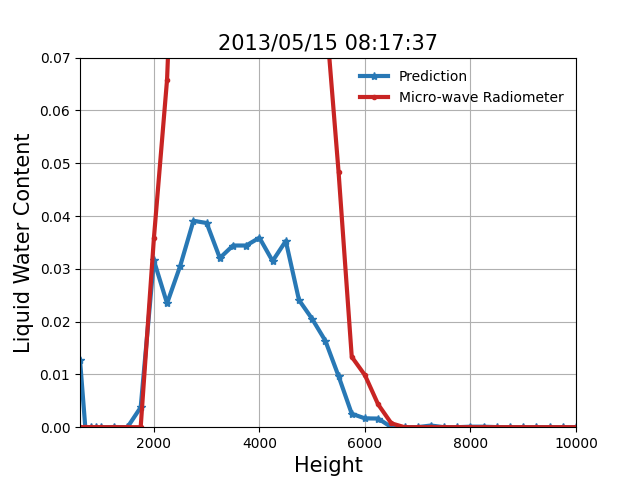 2013/05/15 08:17:37
Prediction
Micro-wave Radiometer
Liquid Water Content
0.07
0.06
0.05
0.04
0.03
0.02
0.01
0.00
2000 4000 6000 8000 10000
Height